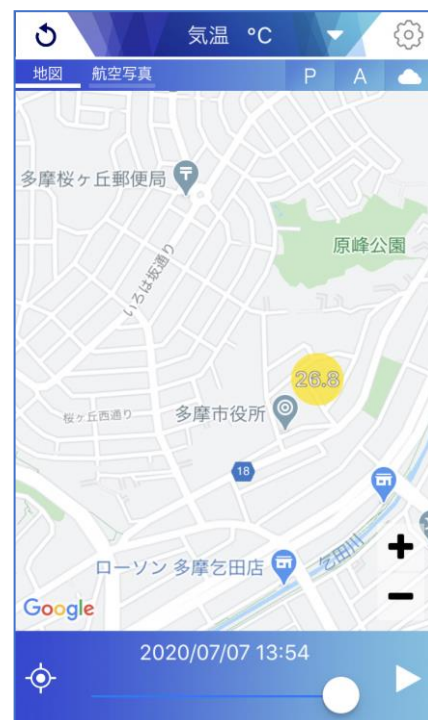 気温 °C
地図 航空写真 P A
多摩桜ヶ丘郵便局
原峰公園
いろは坂通り
26.8
桜ヶ丘西通り
多摩市役所
18
乞田川
ローソン 多摩乞田店
Google
2020/07/07 13:54